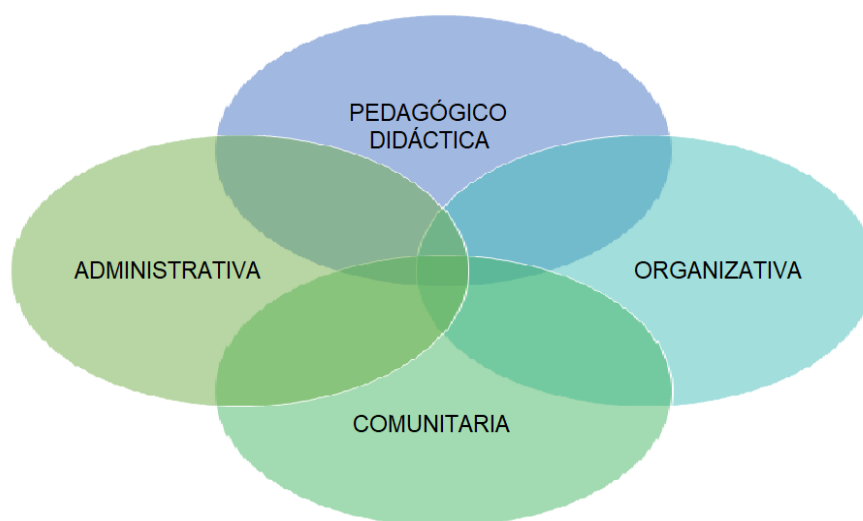 PEDAGÓGICO
DIDÁCTICA
ADMINISTRATIVA
ORGANIZATIVA
COMUNITARIA